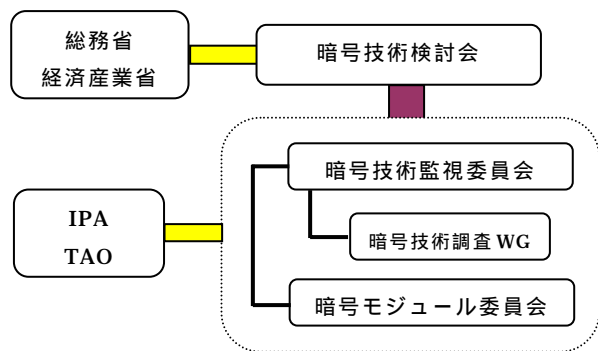 総務省
経済産業省
暗号技術検討会
暗号技術監視委員会
IPA
TAO
暗号技術調査 WG
暗号モジュール委員会